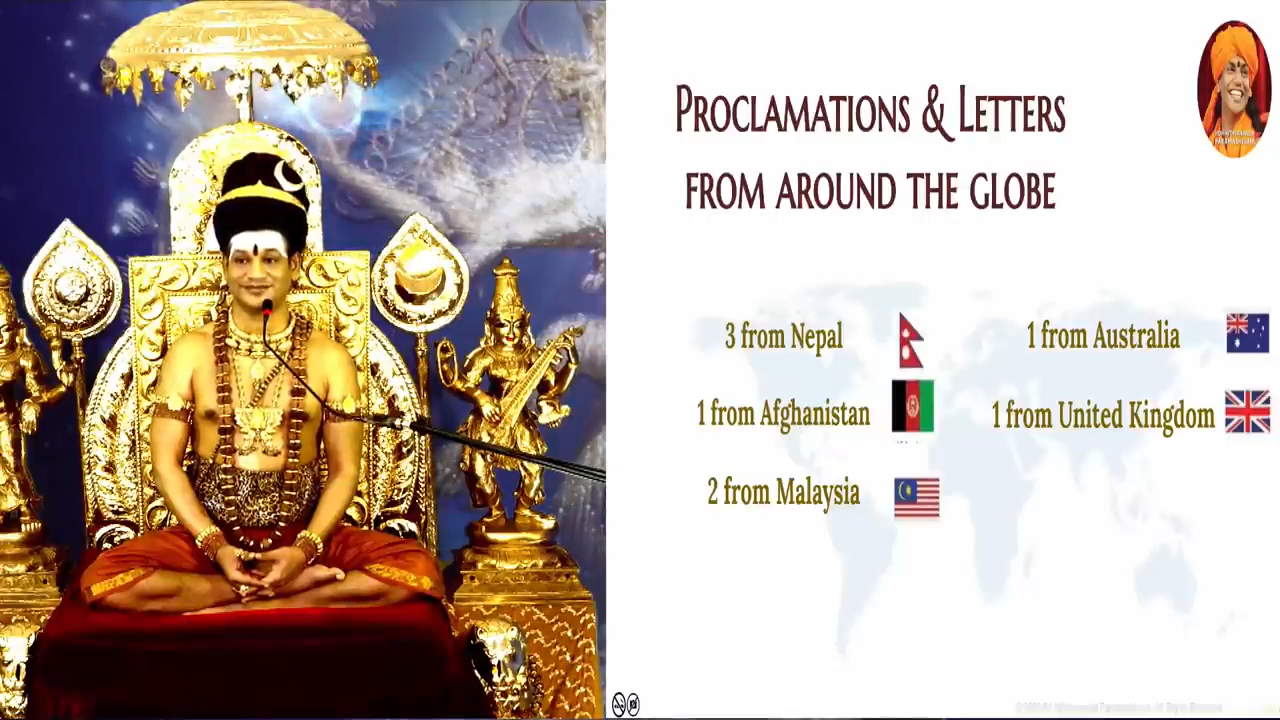 PROCLAMATIONS & LETTERS
FROM AROUND THE GLOBE
3 from Nepal
1 from Australia
1 from Afghanistan
1 from United Kingdom
2 from Malaysia